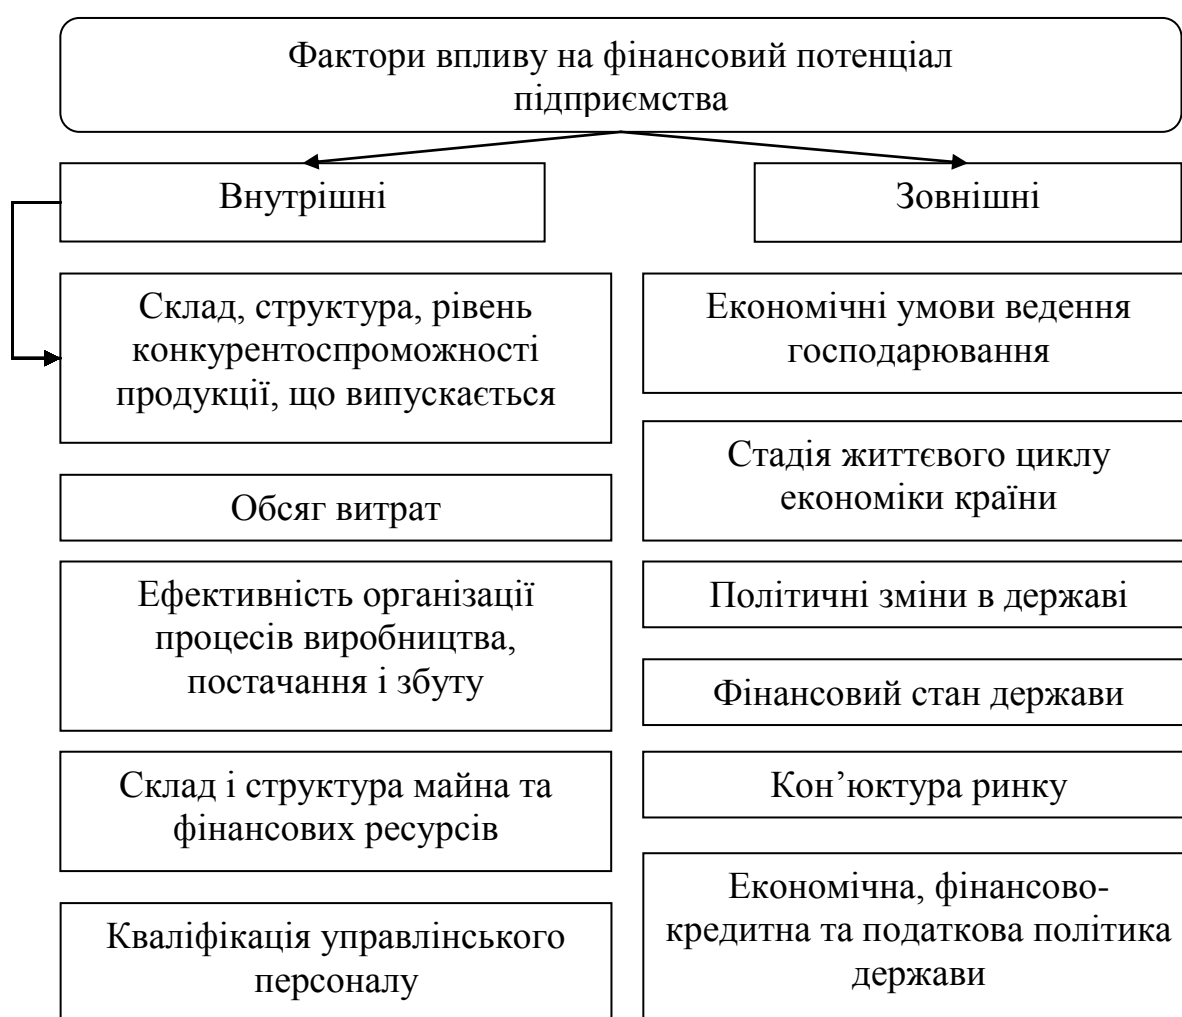 Фактори впливу на фінансовий потенціал
підприємства
Внутрішні
Зовнішні
Склад, структура, рівень
конкурентоспроможності
продукції, що випускається
Обсяг витрат
Ефективність організації
процесів виробництва,
постачання і збуту
Склад і структура майна та
фінансових ресурсів
Кваліфікація управлінського
персоналу
Економічні умови ведення
господарювання
Стадія життєвого циклу
економіки країни
Політичні зміни в державі
Фінансовий стан держави
Кон’юктура ринку
Економічна, фінансово-
кредитна та податкова політика
держави